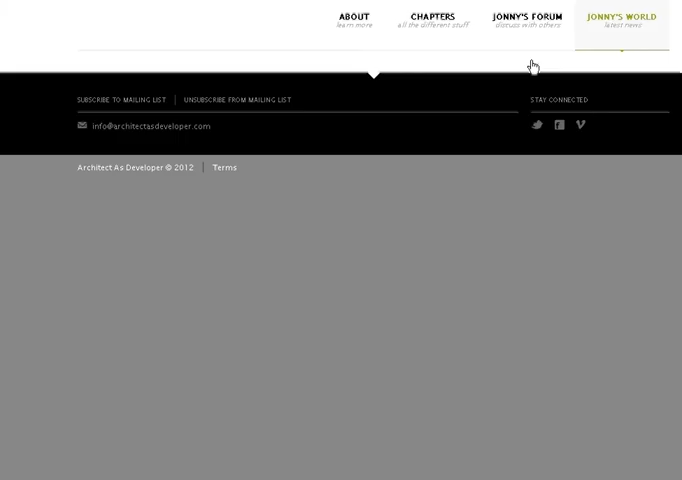 ABOUT CHAPTERS JONNY'S FORUM JONNY'S WORLD
learn more all the different stuff discuss with others latest news
SUBSCRIBE TO MAILING LIST | UNSUBSCRIBE FROM MAILING LIST STAY CONNECTED
info@architectasdeveloper.com
Architect As Developer © 2012 | Terms